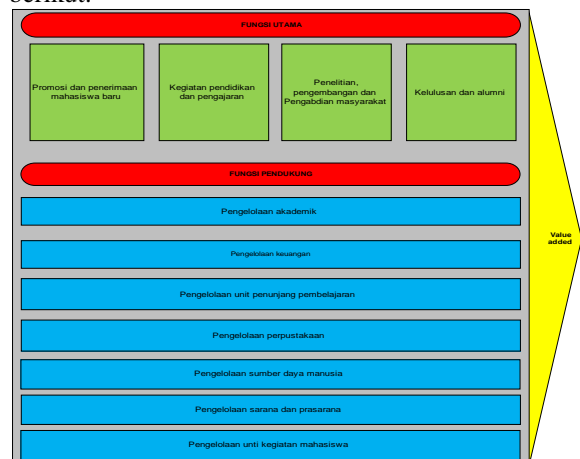 berikut:
FUNGSI UTAMA
Promosi dan penerimaan
mahasiswa baru
Kegiatan pendidikan
dan pengajaran
Penelitian,
pengembangan dan
Pengabdian masyarakat
Kelulusan dan alumni
FUNGSI PENDUKUNG
Pengelolaan akademik
Pengelolaan keuangan
Pengelolaan unit penunjang pembelajaran
Pengelolaan perpustakaan
Pengelolaan sumber daya manusia
Pengelolaan sarana dan prasarana
Pengelolaan unti kegiatan mahasiswa
Value
added